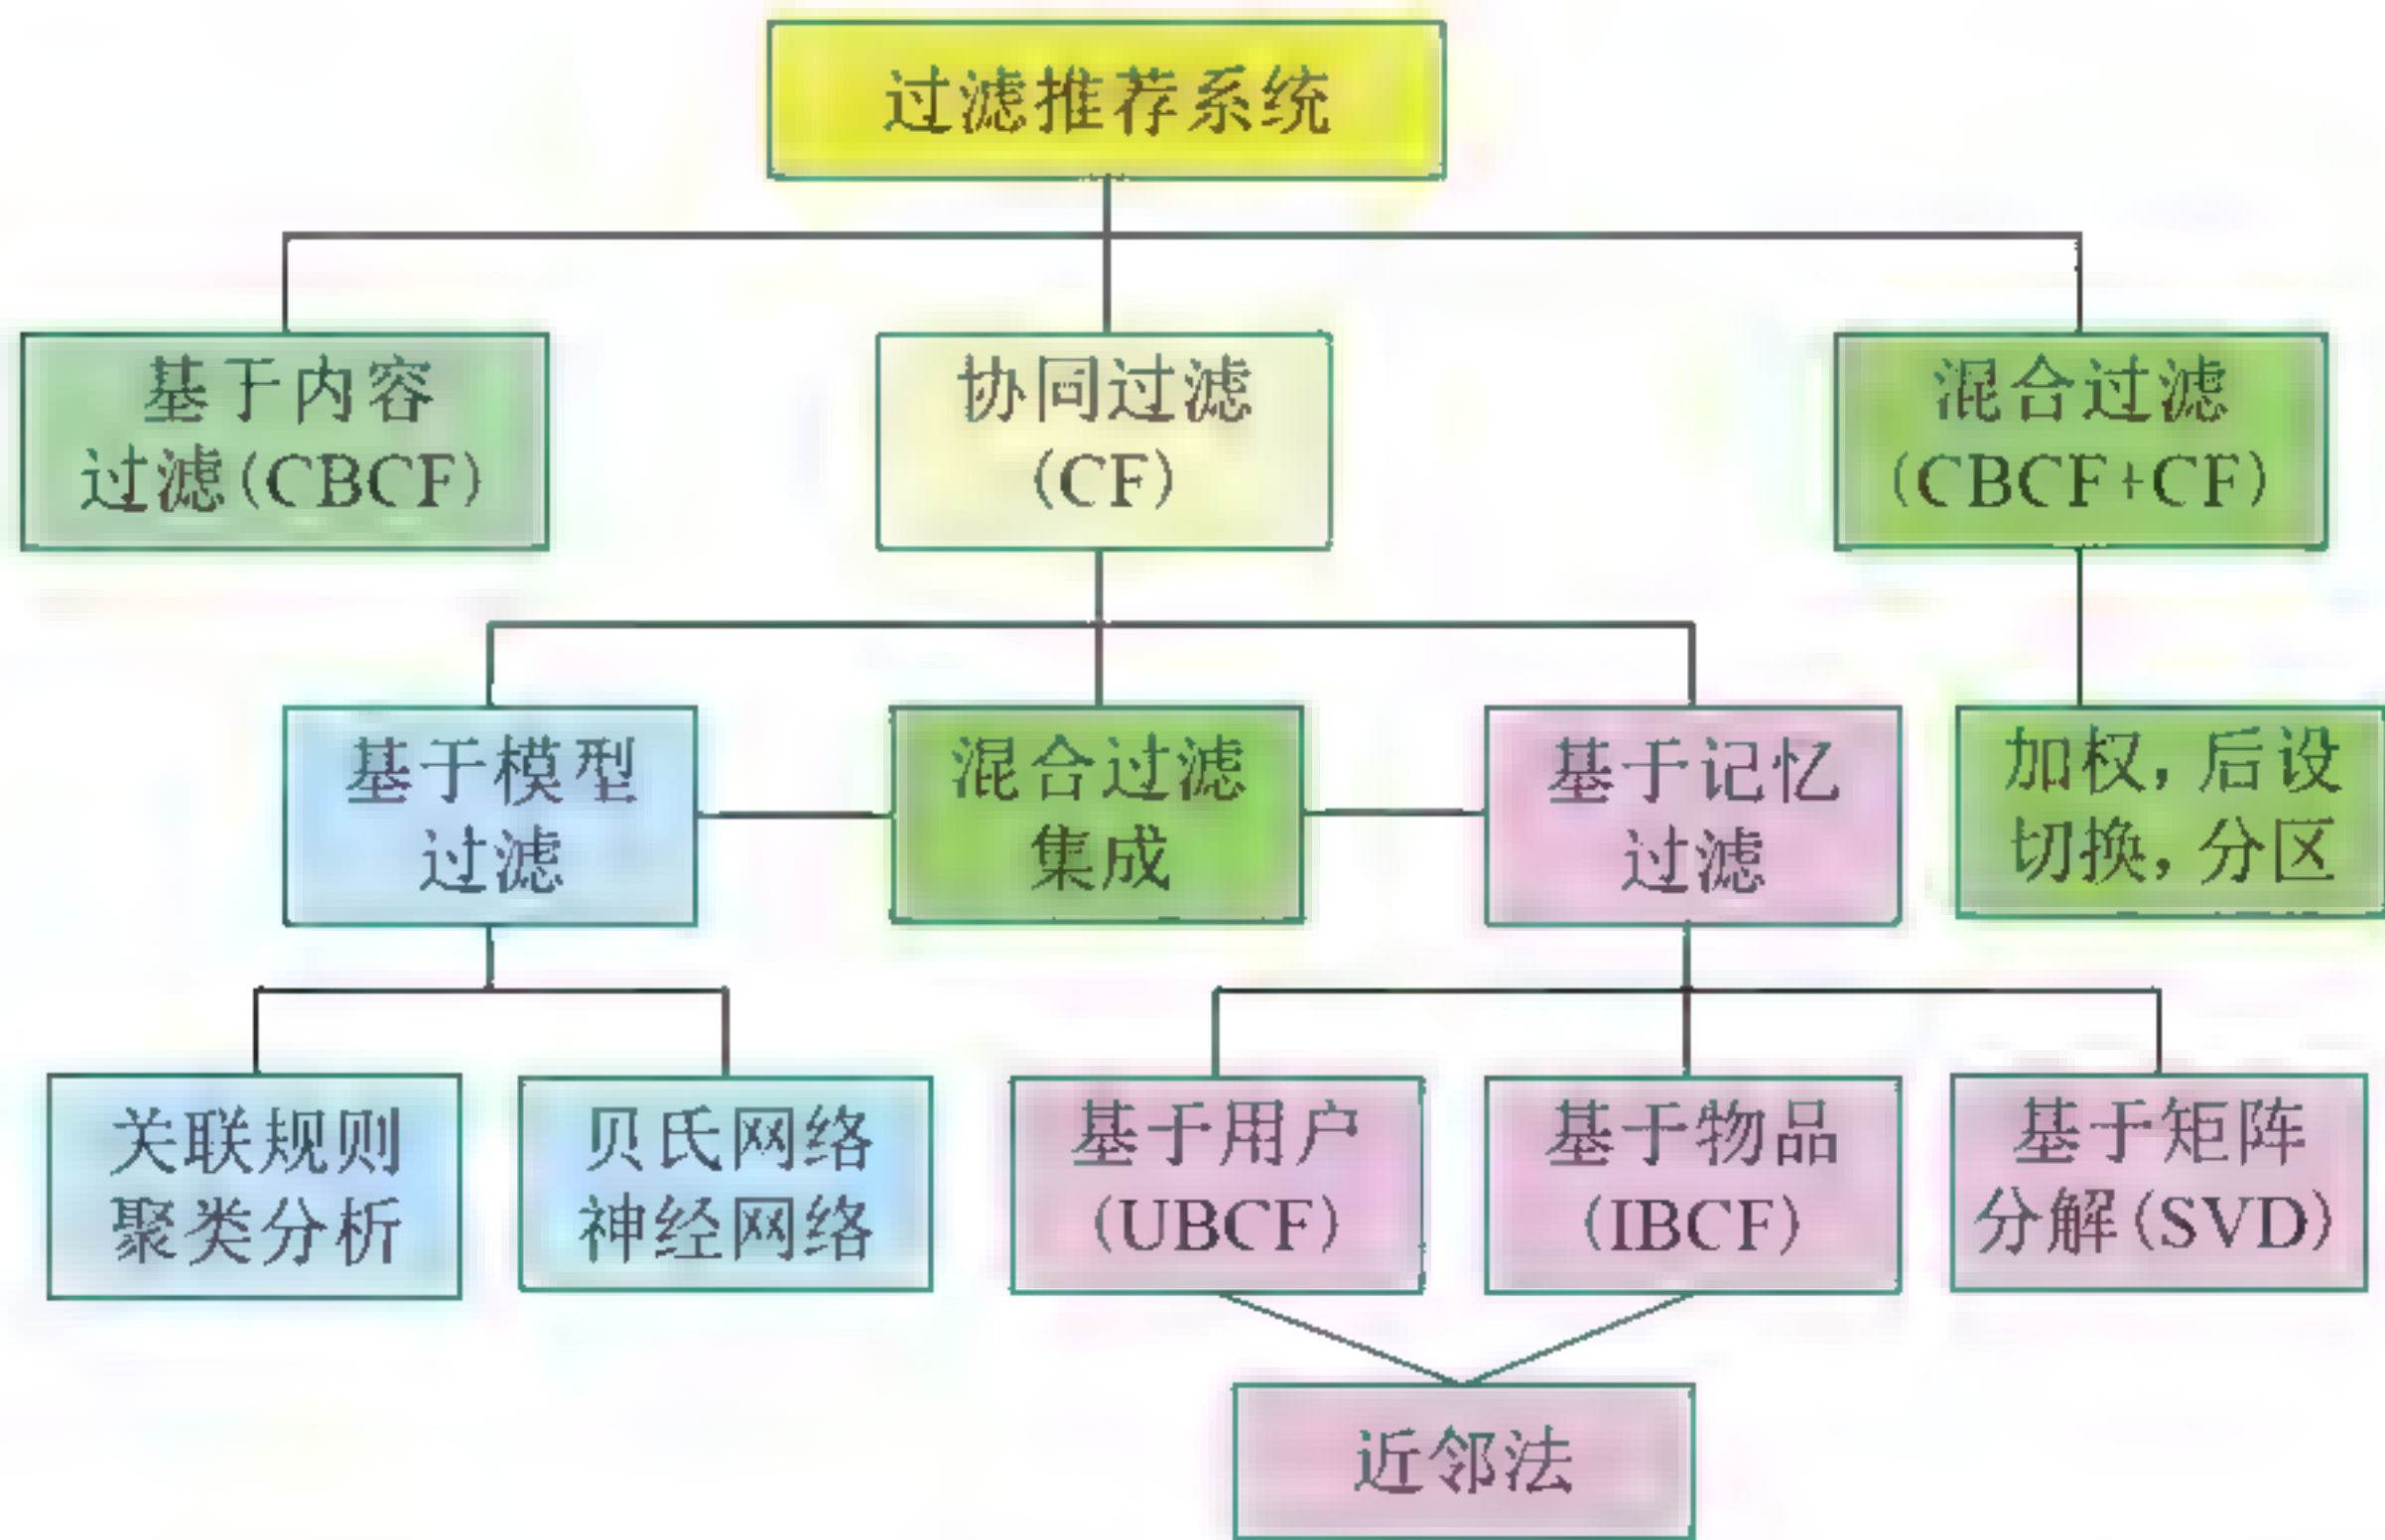 过滤推荐系统
基于内容
过滤(CBCF)
协同过滤
(CF)
混合过滤
(CBCF+CF)
基于模型
过滤
混合过滤
集成
基于记忆
过滤
加权, 后设
切换, 分区
关联规则
聚类分析
贝氏网络
神经网络
基于用户
(UBCF)
基于物品
(IBCF)
基于矩阵
分解(SVD)
近邻法